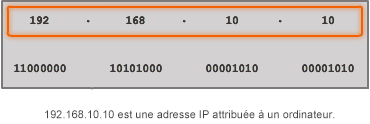 192 . 168 . 10 . 10
11000000 10101000 00001010 00001010
192.168.10.10 est une adresse IP attribuée à un ordinateur.